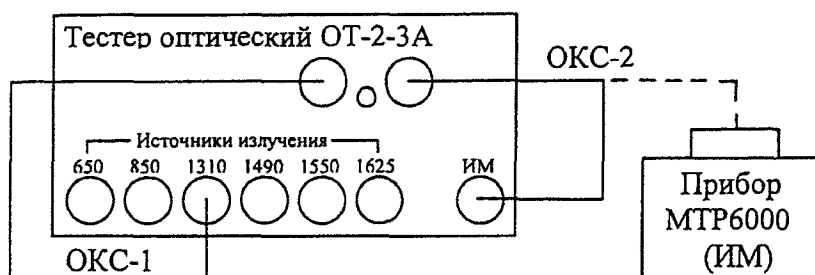 Тестер оптический ОТ-2-3А
ОКС-2
Источники излучения
650 850 1310 1490 1550 1625 ИМ
Прибор
МТР6000
(ИМ)
ОКС-1